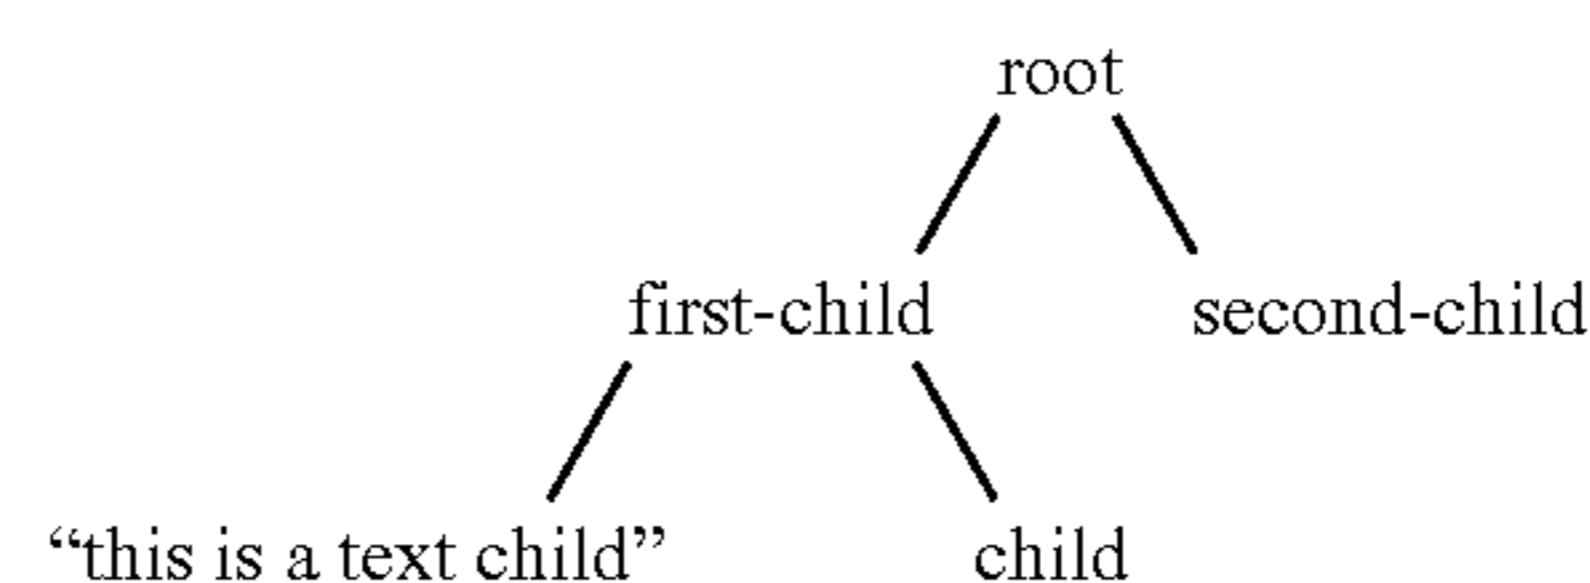 root
first-child second-child
“this is a text child” child